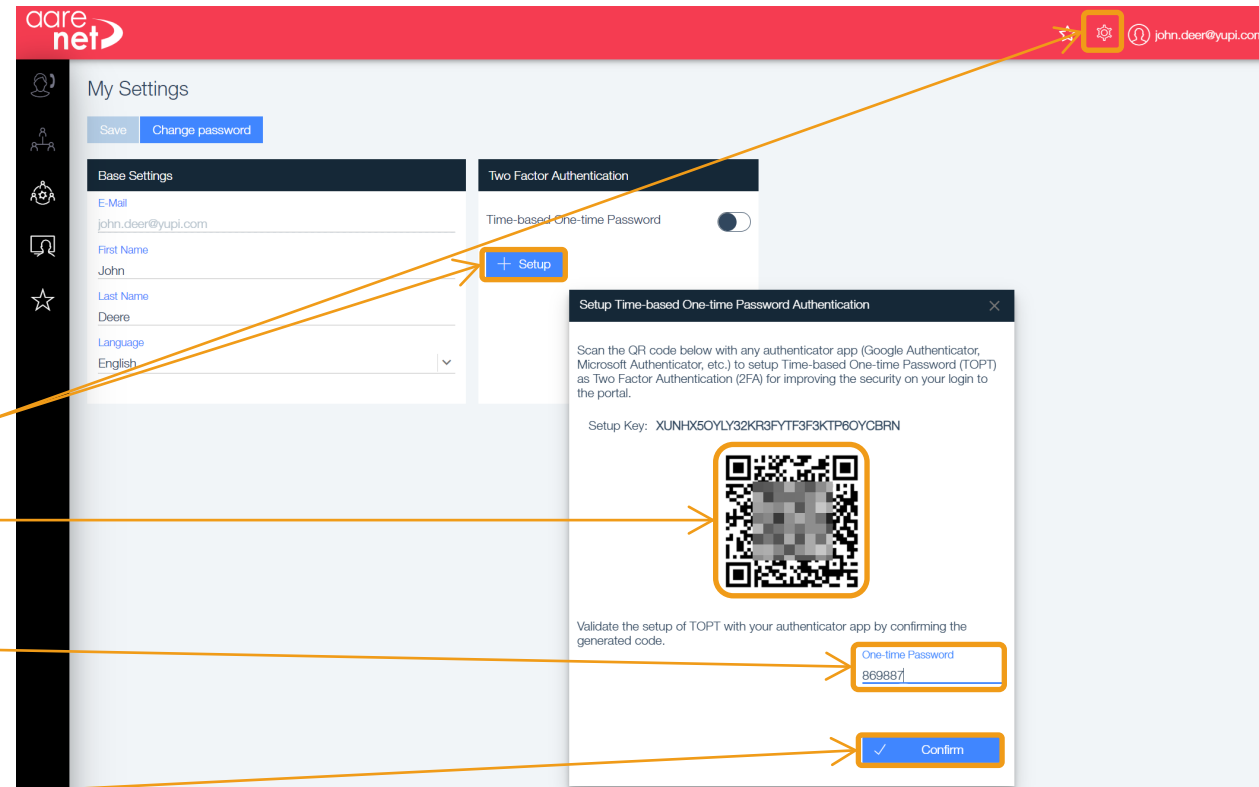 aare
net
john.deer@yupi.com
My Settings
Save Change password
Base Settings
E-Mail
john.deer@yupi.com
First Name
John
Last Name
Deere
Language
English
Two Factor Authentication
Time-based One-time Password
+ Setup
Setup Time-based One-time Password Authentication
Scan the QR code below with any authenticator app (Google Authenticator,
Microsoft Authenticator, etc.) to setup Time-based One-time Password (TOPT)
as Two Factor Authentication (2FA) for improving the security on your login to
the portal.
Setup Key: XUNHX5OYLY32KR3FYTF3F3KTP6OYCBRN
Validate the setup of TOPT with your authenticator app by confirming the
generated code.
One-time Password
869887
Confirm